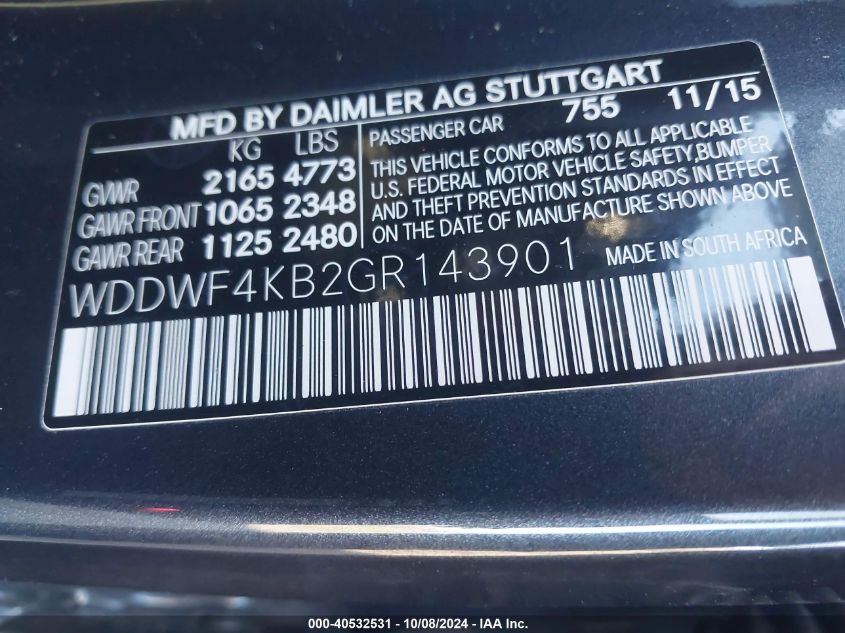 MFD BY DAIMLER AG STUTTGART
KG LBS
GVWR 2165 4773
GAWR FRONT 1065 2348
GAWR REAR 1125 2480
PASSENGER CAR 755 11/15
THIS VEHICLE CONFORMS TO ALL APPLICABLE
U.S. FEDERAL MOTOR VEHICLE SAFETY,BUMPER
AND THEFT PREVENTION STANDARDS IN EFFECT
ON THE DATE OF MANUFACTURE SHOWN ABOVE
WDDWF4KB2GR143901 MADE IN SOUTH AFRICA
000-40532531 - 10/08/2024 - IAA Inc.